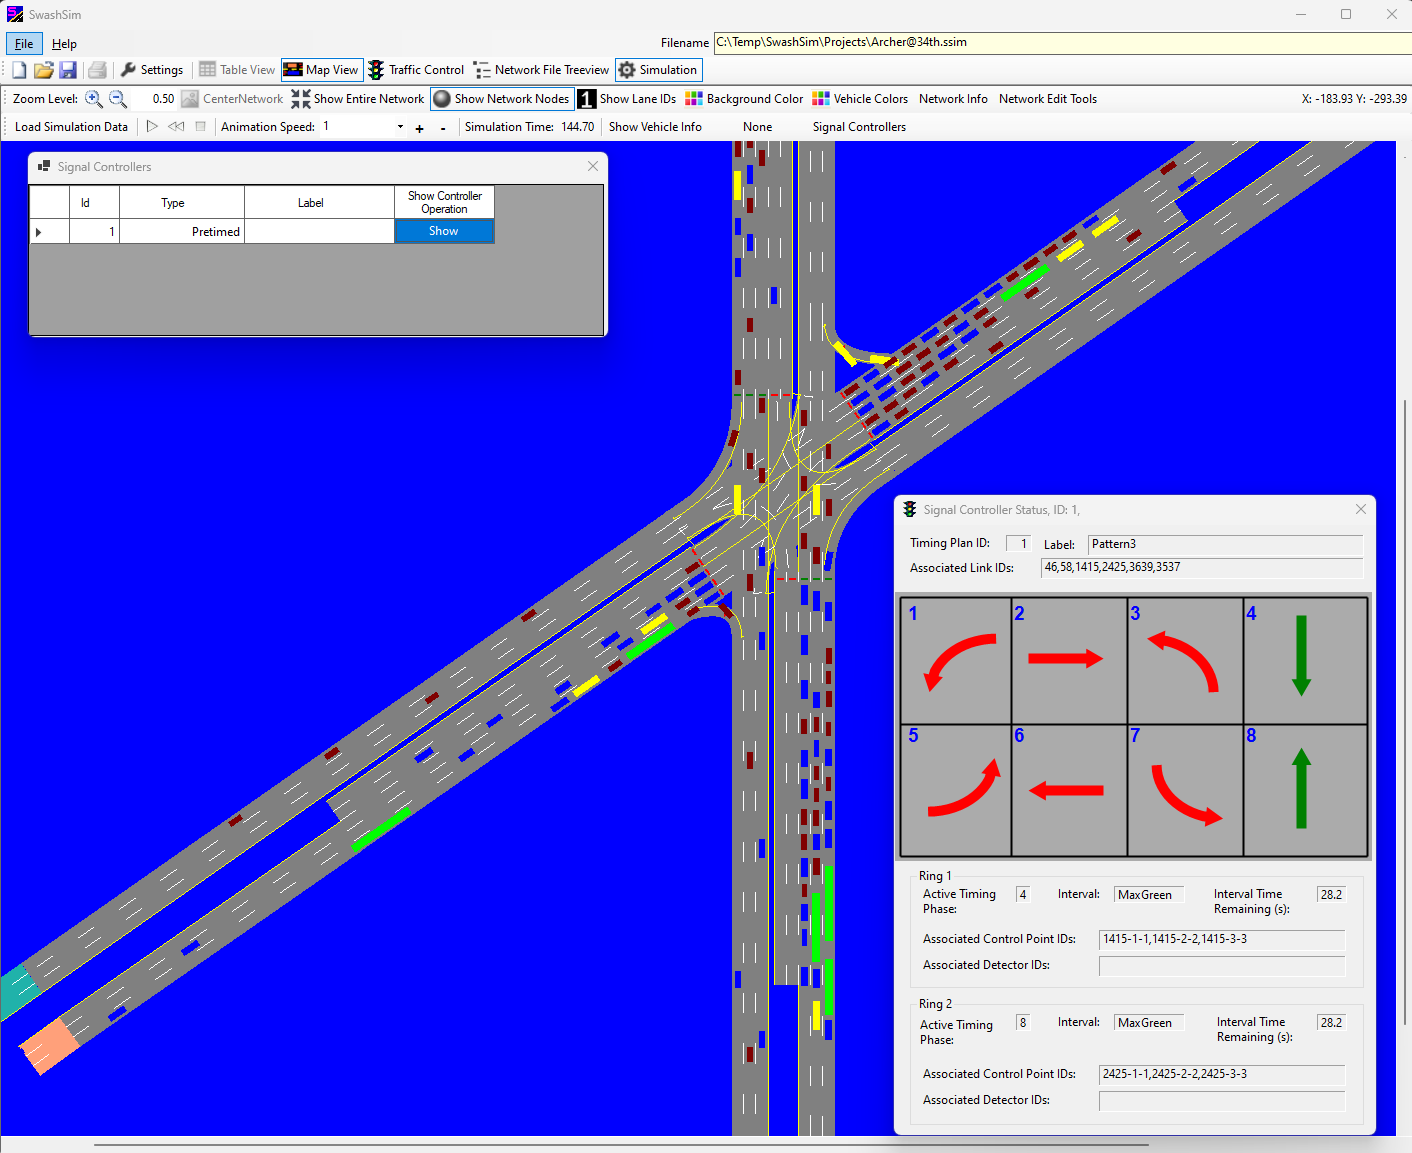 SwashSim
File Help Filename C:\Temp\SwashSim\Projects\Archer@34th.ssim
Settings Table View Map View Traffic Control Network File Treeview Simulation
Zoom Level: 0.50 CenterNetwork Show Entire Network Show Network Nodes 1 Show Lane IDs Background Color Vehicle Colors Network Info Network Edit Tools X: -183.93 Y: -293.39
Load Simulation Data Animation Speed: 1 + - Simulation Time: 144.70 Show Vehicle Info None Signal Controllers
Signal Controllers
Id Type Label Show Controller Operation
1 Pretimed Show
Signal Controller Status, ID: 1,
Timing Plan ID: 1 Label: Pattern3
Associated Link IDs: 46,58,1415,2425,3639,3537
1 2 3 4
5 6 7 8
Ring 1
Active Timing Phase: 4 Interval: MaxGreen Interval Time Remaining (s): 28.2
Associated Control Point IDs: 1415-1-1,1415-2-2,1415-3-3
Associated Detector IDs:
Ring 2
Active Timing Phase: 8 Interval: MaxGreen Interval Time Remaining (s): 28.2
Associated Control Point IDs: 2425-1-1,2425-2-2,2425-3-3
Associated Detector IDs: